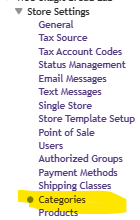 Store Settings
General
Tax Source
Tax Account Codes
Status Management
Email Messages
Text Messages
Single Store
Store Template Setup
Point of Sale
Users
Authorized Groups
Payment Methods
Shipping Classes
Categories
Products